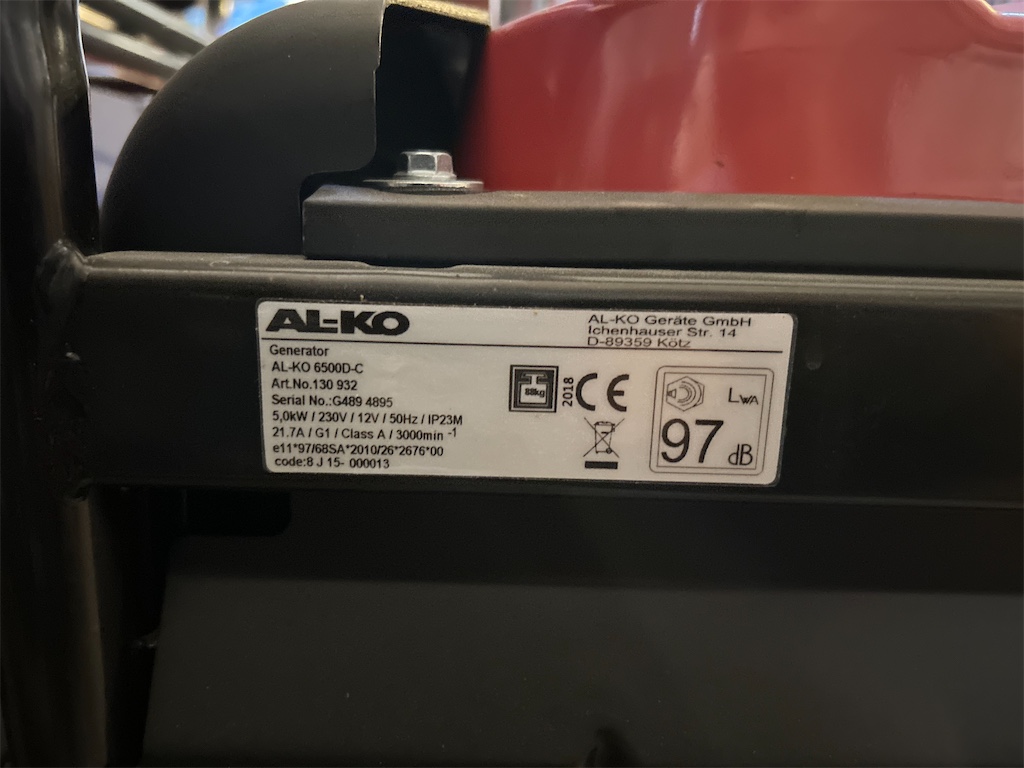 AL-KO
AL-KO Geräte GmbH
Ichenhauser Str. 14
D-89359 Kötz
Generator
AL-KO 6500D-C
Art.No.:130 932
Serial No.:G489 4895
5,0kW / 230V / 12V / 50Hz / IP23M
21.7A / G1 / Class A / 3000min -1
e11*97/68SA*2010/26*2676*00
code:8 J 15- 000013
88kg
2018
CE
LWA
97 dB